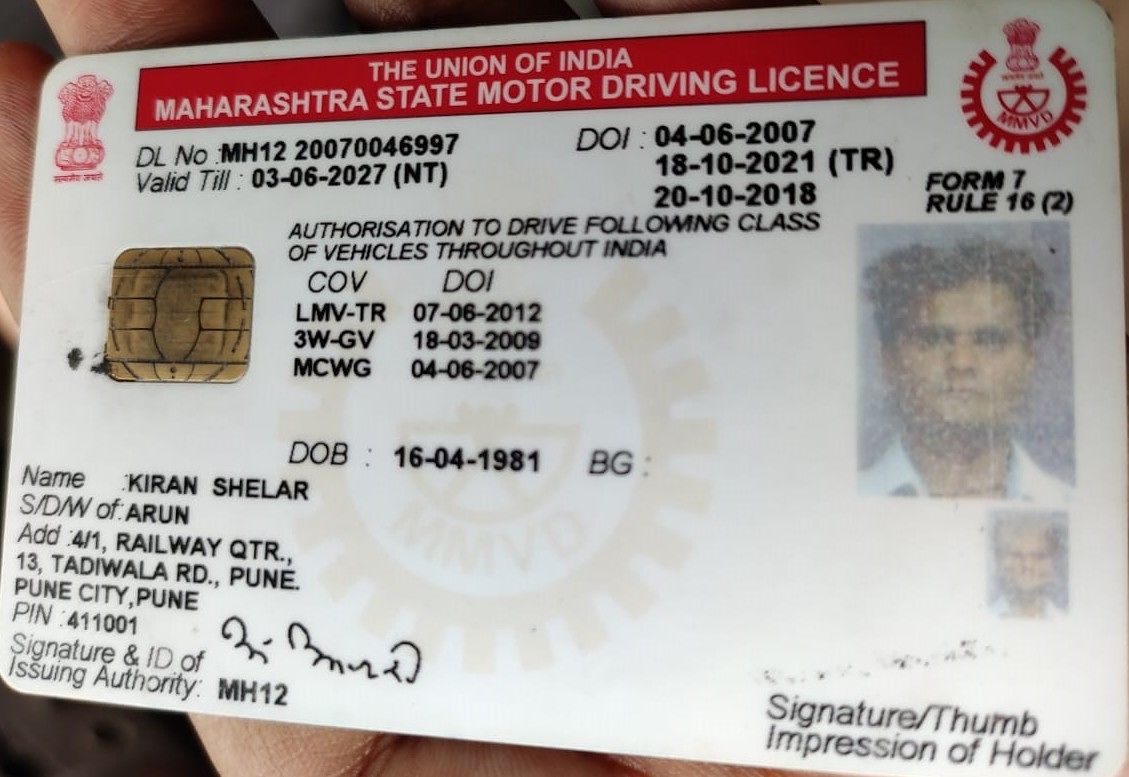 THE UNION OF INDIA
MAHARASHTRA STATE MOTOR DRIVING LICENCE
सत्यमेव जयते
MMVD
DL No : MH12 20070046997
DOI : 04-06-2007
Valid Till : 03-06-2027 (NT)
18-10-2021 (TR)
20-10-2018
FORM 7
RULE 16 (2)
AUTHORISATION TO DRIVE FOLLOWING CLASS
OF VEHICLES THROUGHOUT INDIA
COV DOI
LMV-TR 07-06-2012
3W-GV 18-03-2009
MCWG 04-06-2007
DOB : 16-04-1981 BG :
MMVD
Name : KIRAN SHELAR
S/D/W of : ARUN
Add : 4/1, RAILWAY QTR.,
13, TADIWALA RD., PUNE.
PUNE CITY,PUNE
PIN : 411001
Signature & ID of
Issuing Authority: MH12
Signature/Thumb
Impression of Holder